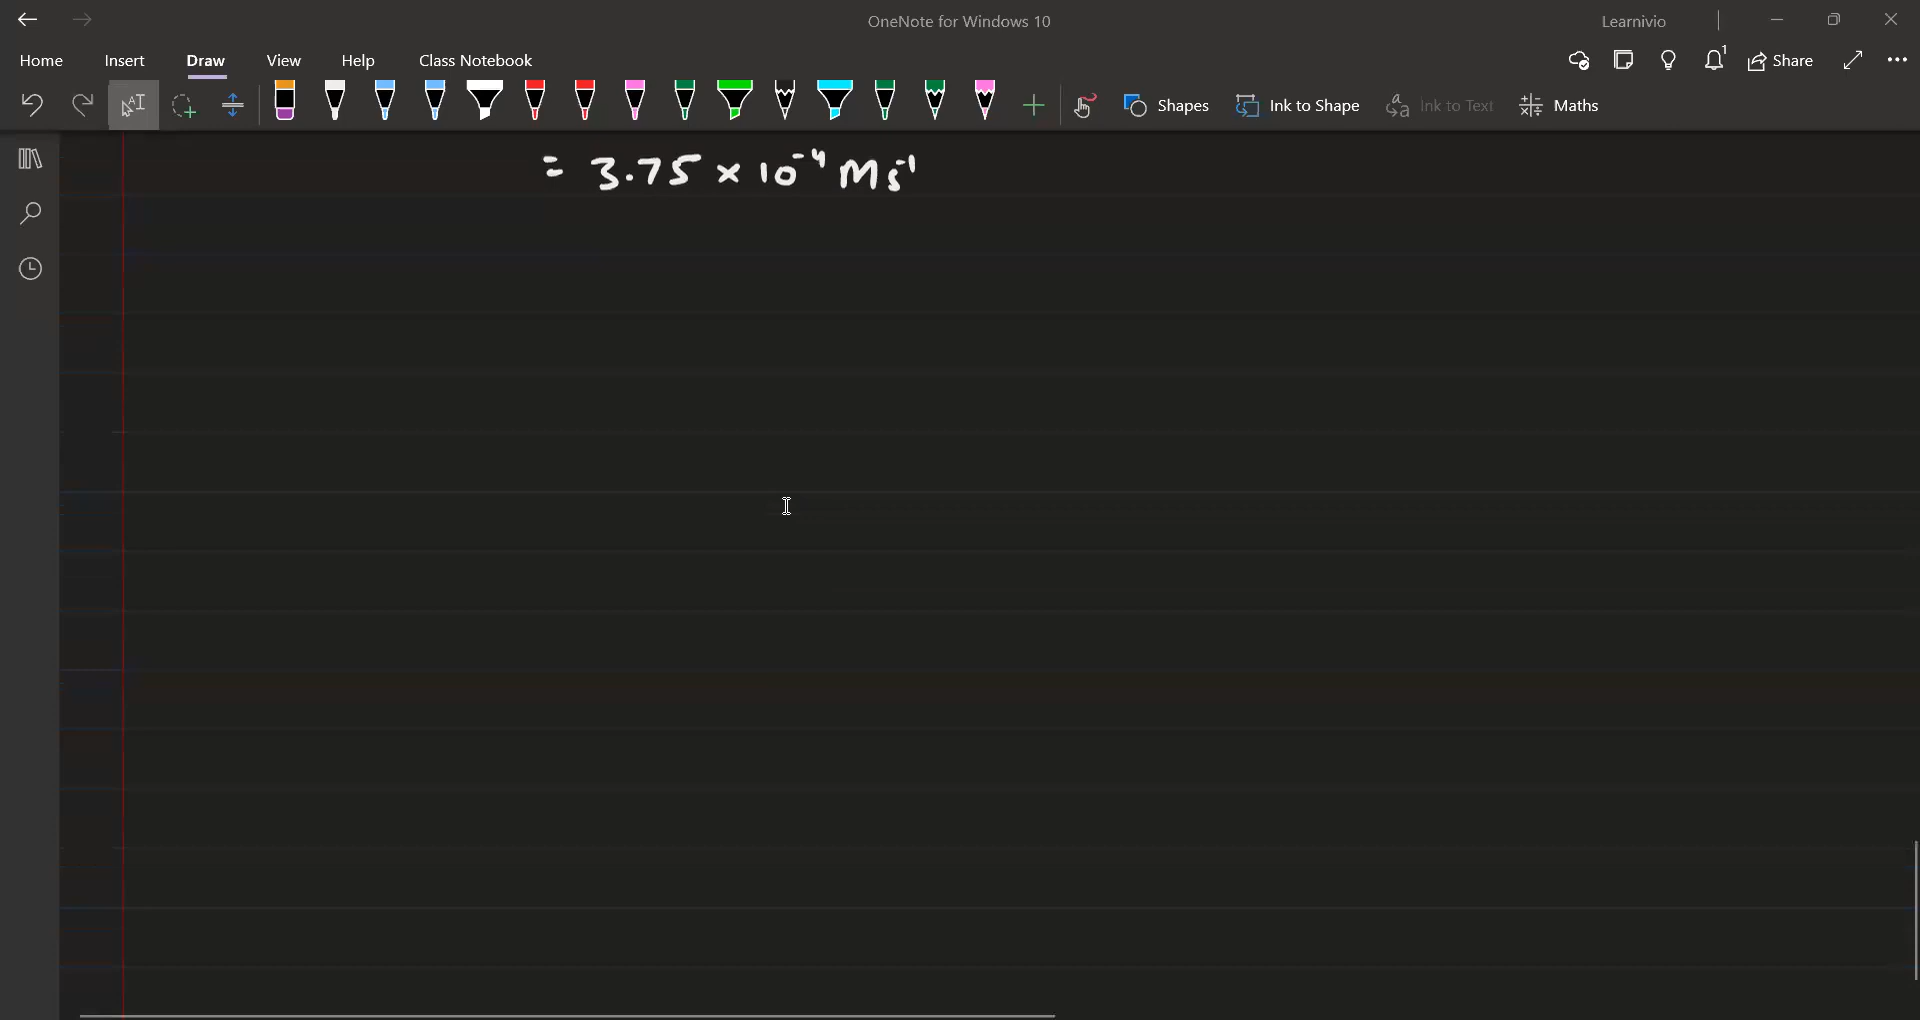 OneNote for Windows 10
Learnivio
Home Insert Draw View Help Class Notebook
1
Share
Shapes Ink to Shape Ink to Text Maths
= 3.75 × 10⁻⁴ M s⁻¹